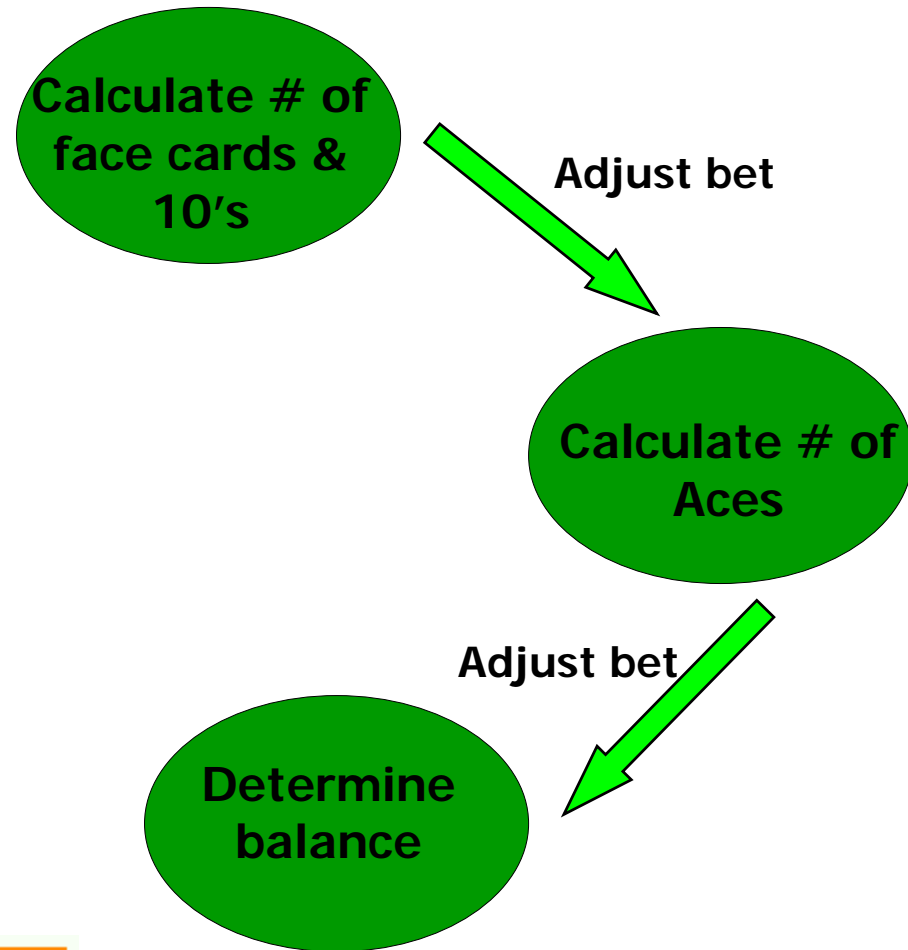 Calculate # of
face cards &
10's
Adjust bet
Calculate # of
Aces
Adjust bet
Determine
balance